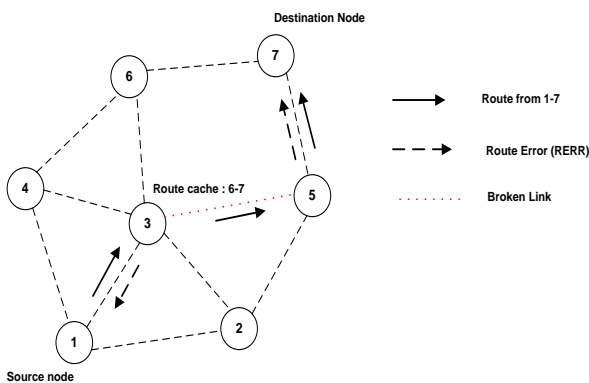 Destination Node
7
6
Route from 1-7
Route Error (RERR)
4
Route cache : 6-7
5
Broken Link
3
2
1
Source node